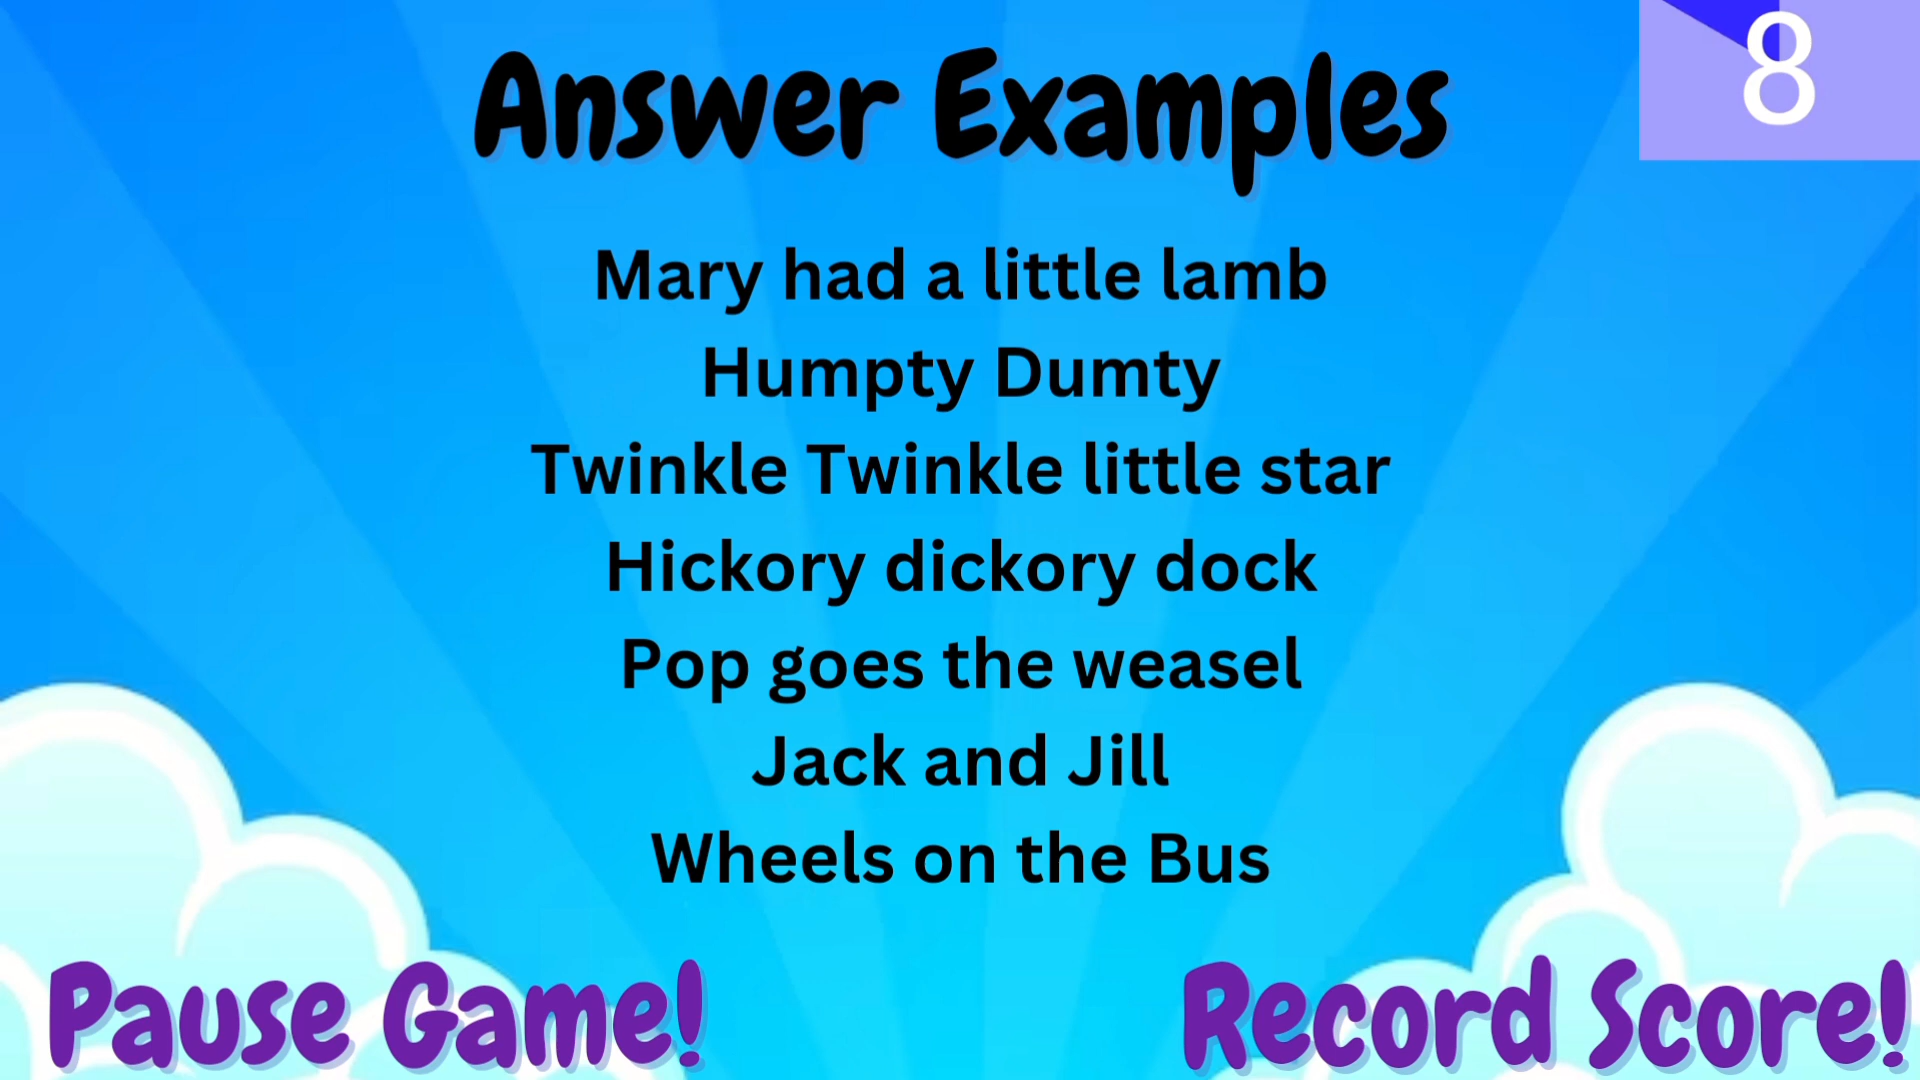 Answer Examples
8
Mary had a little lamb
Humpty Dumty
Twinkle Twinkle little star
Hickory dickory dock
Pop goes the weasel
Jack and Jill
Wheels on the Bus
Pause Game!
Record Score!